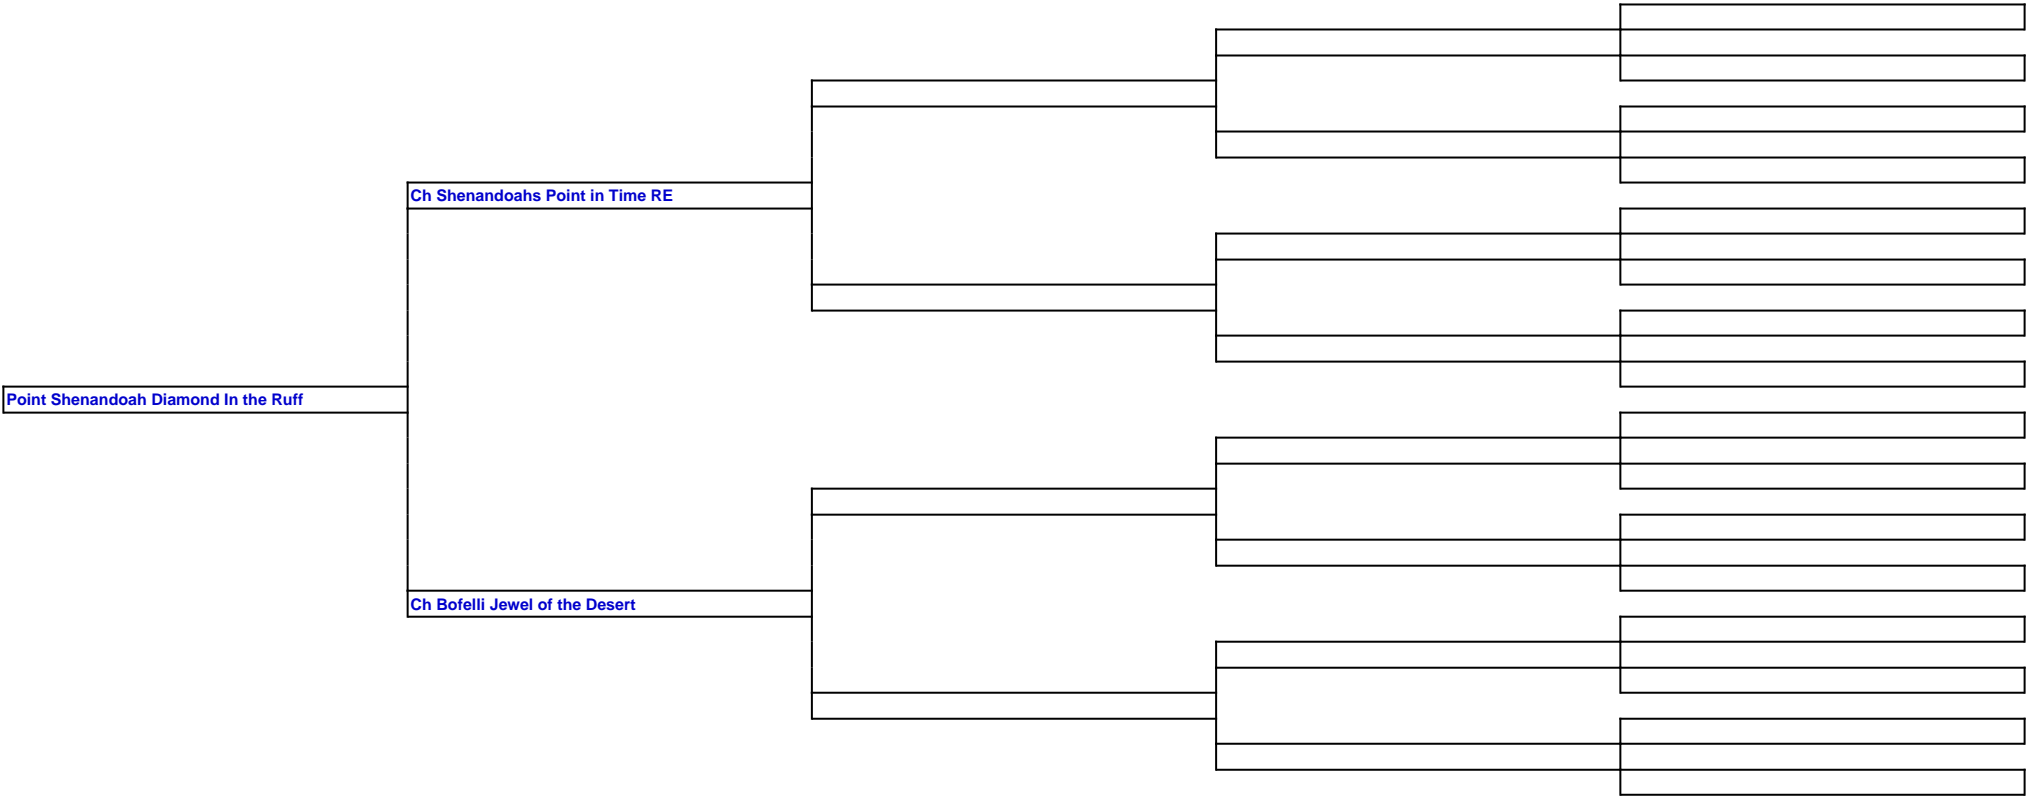 Ch Shenandoahs Point in Time RE
Point Shenandoah Diamond In the Ruff
Ch Bofelli Jewel of the Desert